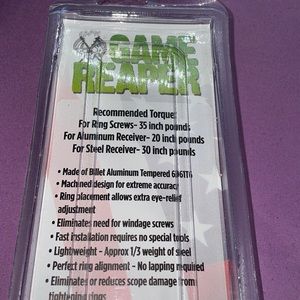 GAME
REAPER
Recommended Torque:
For Ring Screws- 35 inch pounds
For Aluminum Receiver- 20 inch pounds
For Steel Receiver- 30 inch pounds
• Made of Billet Aluminum Tempered 6061T6
• Machined design for extreme accuracy
• Ring placement allows extra eye-relief
adjustment
• Eliminates need for windage screws
• Fast installation requires no special tools
• Lightweight - Approx 1/3 weight of steel
• Perfect ring alignment - No lapping required
• Eliminates or reduces scope damage from
tightening rings